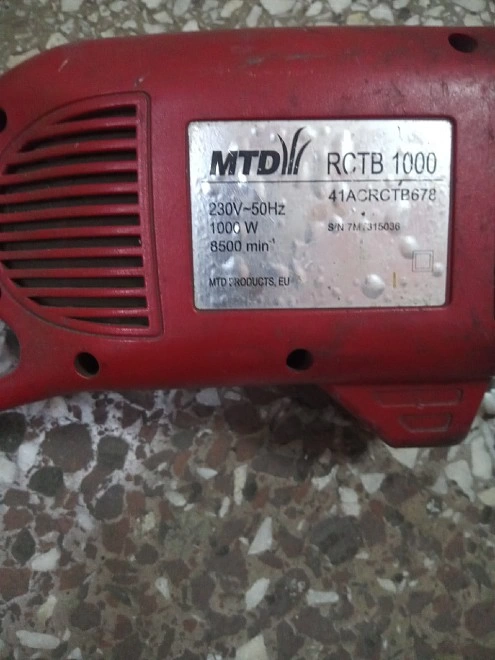 MTD RCTB 1000
41ACRCTB678
230V~50Hz
1000 W
8500 min⁻¹
MTD PRODUCTS, EU